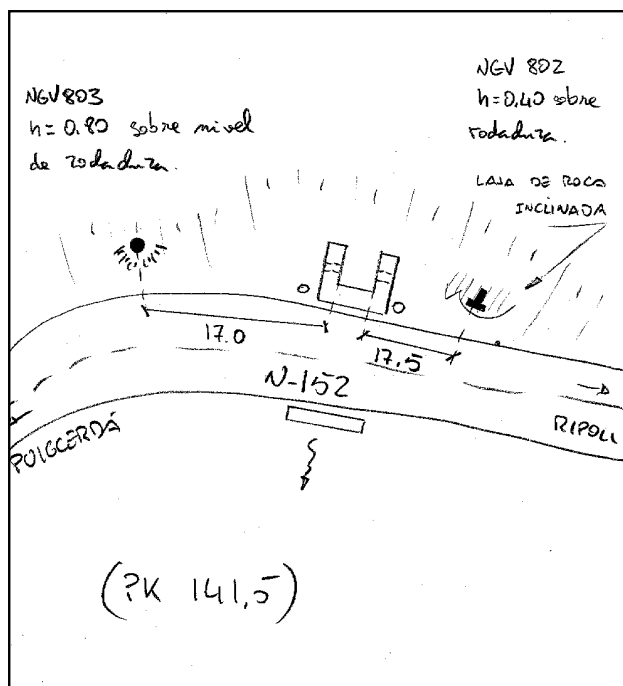 NGV803
h=0.80 sobre nivel
de rodadura.
NGV 802
h=0.40 sobre
rodadura.
LAJA DE ROCA
INCLINADA
17.0
17.5
N-152
PUIGCERDÁ
RIPOLL
(PK 141,5)